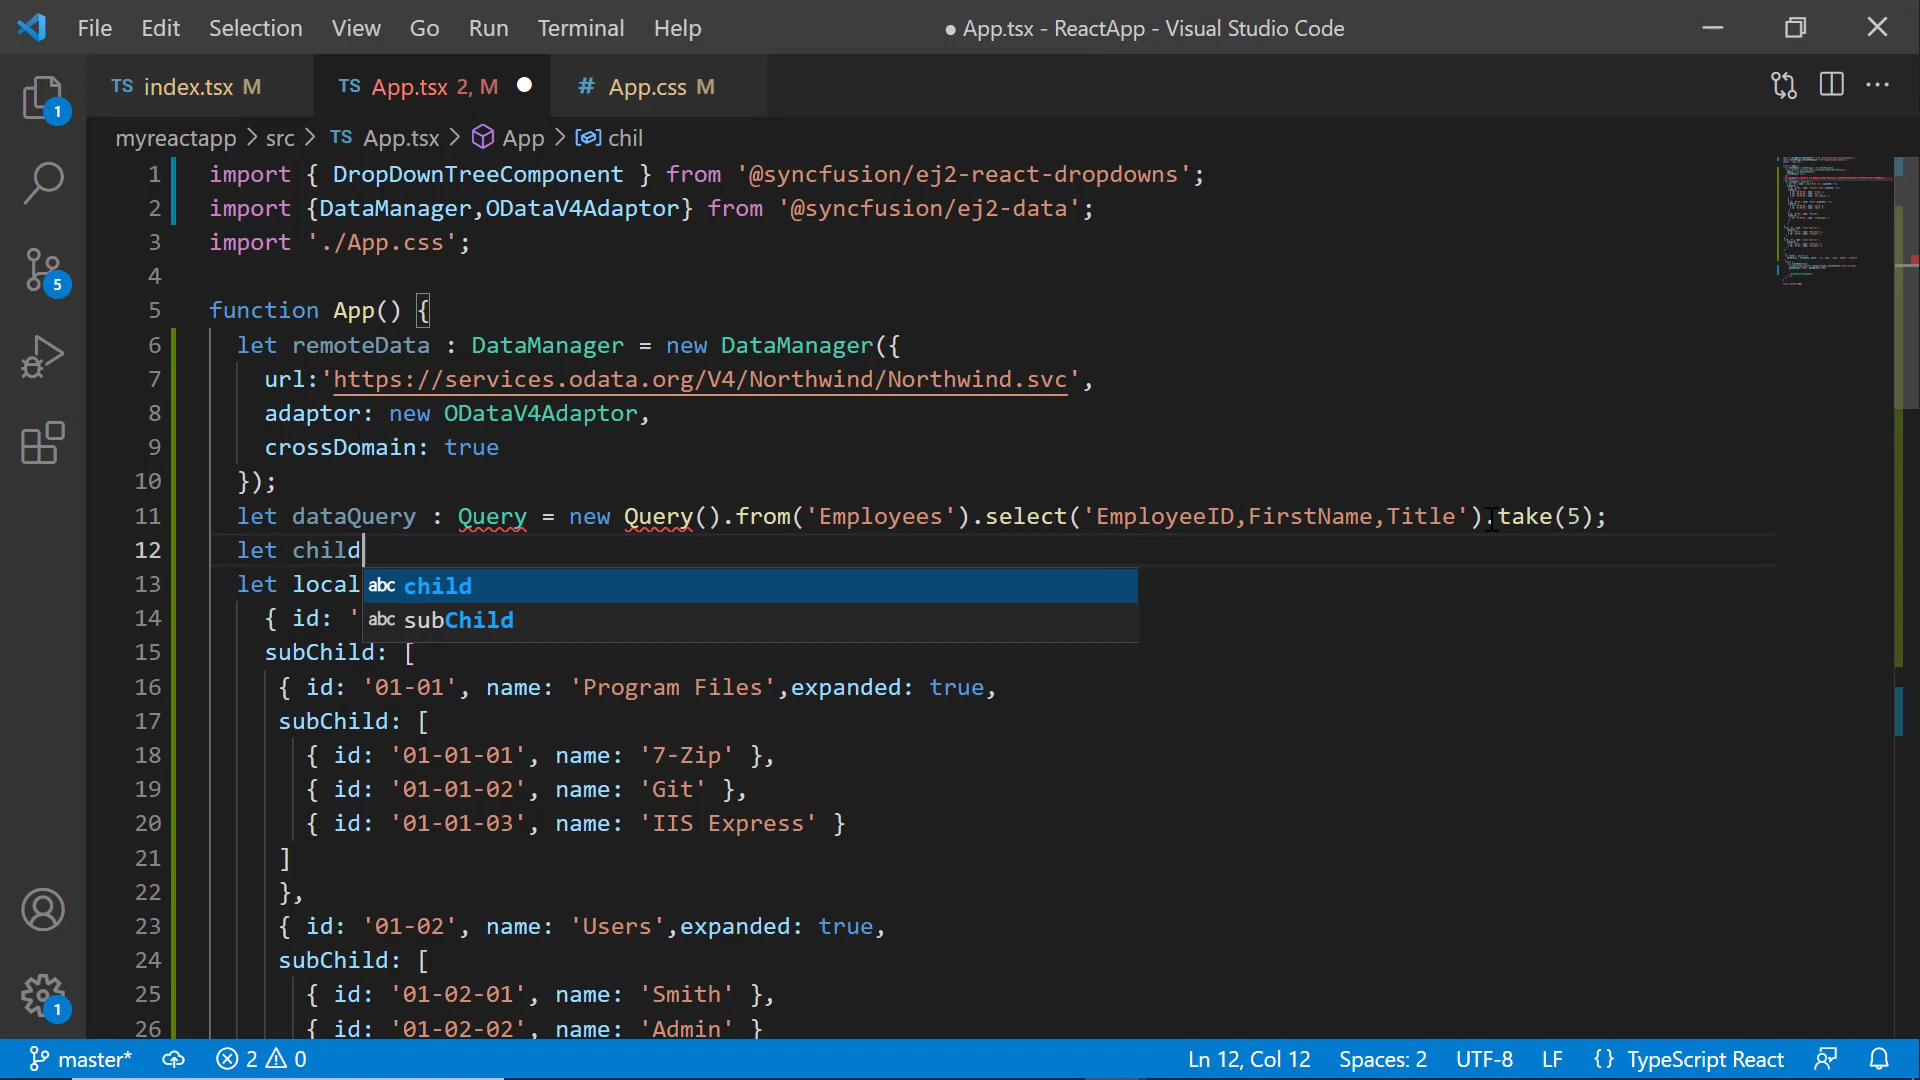 File Edit Selection View Go Run Terminal Help ● App.tsx - ReactApp - Visual Studio Code
TS index.tsx M TS App.tsx 2, M # App.css M
1
myreactapp > src > TS App.tsx > App > chil
1 import { DropDownTreeComponent } from '@syncfusion/ej2-react-dropdowns';
2 import {DataManager,ODataV4Adaptor} from '@syncfusion/ej2-data';
3 import './App.css';
4
5 function App() {
5
6 let remoteData : DataManager = new DataManager({
7 url:'https://services.odata.org/V4/Northwind/Northwind.svc',
8 adaptor: new ODataV4Adaptor,
9 crossDomain: true
10 });
11 let dataQuery : Query = new Query().from('Employees').select('EmployeeID,FirstName,Title').take(5);
12 let child
13 let local
abc child
14 { id: '
abc subChild
15 subChild: [
16 { id: '01-01', name: 'Program Files',expanded: true,
17 subChild: [
18 { id: '01-01-01', name: '7-Zip' },
19 { id: '01-01-02', name: 'Git' },
20 { id: '01-01-03', name: 'IIS Express' }
21 ]
22 },
23 { id: '01-02', name: 'Users',expanded: true,
24 subChild: [
25 { id: '01-02-01', name: 'Smith' },
1
26 { id: '01-02-02', name: 'Admin' }
master* 2 0 Ln 12, Col 12 Spaces: 2 UTF-8 LF {} TypeScript React